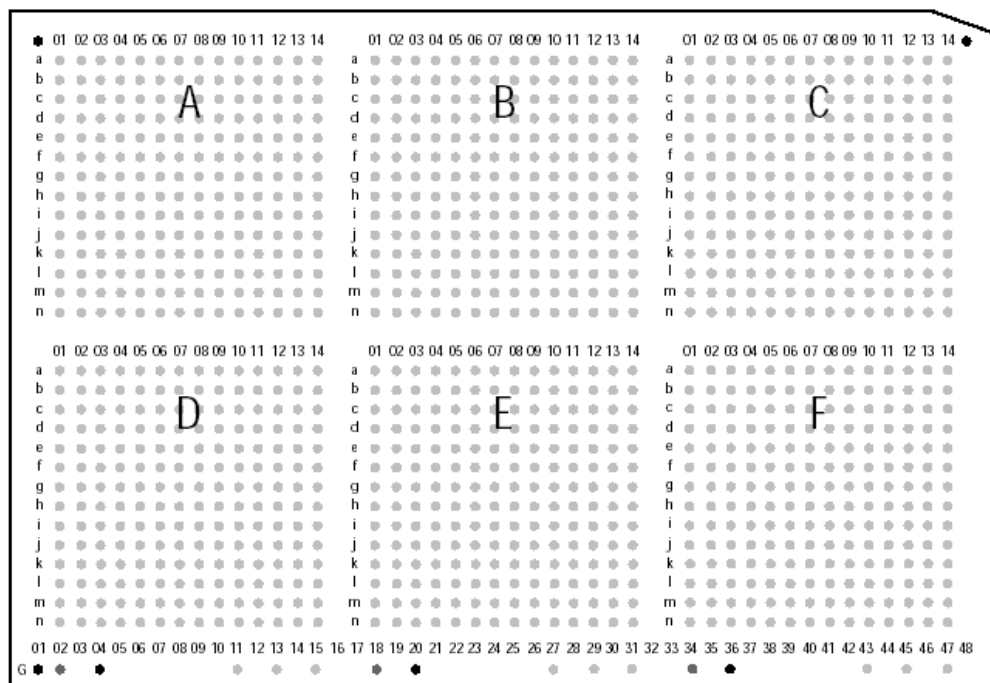 01 02 03 04 05 06 07 08 09 10 11 12 13 14 01 02 03 04 05 06 07 08 09 10 11 12 13 14 01 02 03 04 05 06 07 08 09 10 11 12 13 14
a a a
b b b
c A c B c C
d d d
e e e
f f f
g g g
h h h
i i i
j j j
k k k
l l l
m m m
n n n
01 02 03 04 05 06 07 08 09 10 11 12 13 14 01 02 03 04 05 06 07 08 09 10 11 12 13 14 01 02 03 04 05 06 07 08 09 10 11 12 13 14
a a a
b b b
c D c E c F
d d d
e e e
f f f
g g g
h h h
i i i
j j j
k k k
l l l
m m m
n n n
01 02 03 04 05 06 07 08 09 10 11 12 13 14 15 16 17 18 19 20 21 22 23 24 25 26 27 28 29 30 31 32 33 34 35 36 37 38 39 40 41 42 43 44 45 46 47 48
G